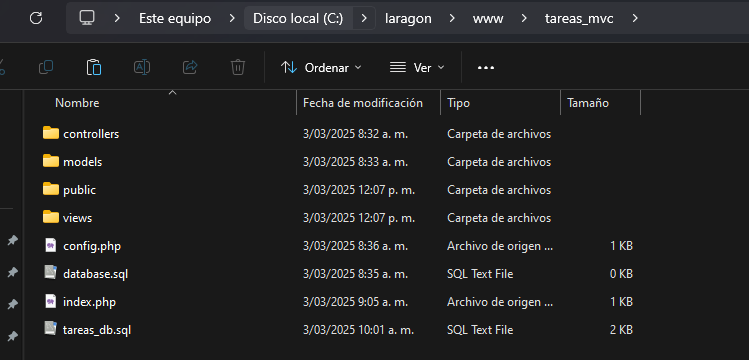 Este equipo > Disco local (C:) > laragon > www > tareas_mvc >
Ordenar Ver ...
Nombre Fecha de modificación Tipo Tamaño
controllers 3/03/2025 8:32 a. m. Carpeta de archivos
models 3/03/2025 8:33 a. m. Carpeta de archivos
public 3/03/2025 12:07 p. m. Carpeta de archivos
views 3/03/2025 12:07 p. m. Carpeta de archivos
config.php 3/03/2025 8:36 a. m. Archivo de origen ... 1 KB
database.sql 3/03/2025 8:35 a. m. SQL Text File 0 KB
index.php 3/03/2025 9:05 a. m. Archivo de origen ... 1 KB
tareas_db.sql 3/03/2025 10:01 a. m. SQL Text File 2 KB